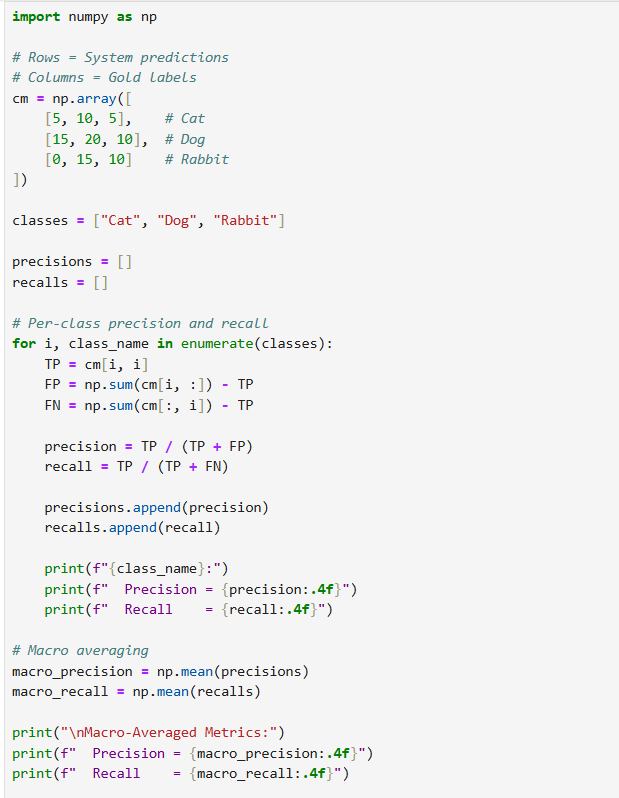 import numpy as np

# Rows = System predictions
# Columns = Gold labels
cm = np.array([
    [5, 10, 5],    # Cat
    [15, 20, 10],  # Dog
    [0, 15, 10]    # Rabbit
])

classes = ["Cat", "Dog", "Rabbit"]

precisions = []
recalls = []

# Per-class precision and recall
for i, class_name in enumerate(classes):
    TP = cm[i, i]
    FP = np.sum(cm[i, :]) - TP
    FN = np.sum(cm[:, i]) - TP

    precision = TP / (TP + FP)
    recall = TP / (TP + FN)

    precisions.append(precision)
    recalls.append(recall)

    print(f"{class_name}:")
    print(f"  Precision = {precision:.4f}")
    print(f"  Recall    = {recall:.4f}")

# Macro averaging
macro_precision = np.mean(precisions)
macro_recall = np.mean(recalls)

print("\nMacro-Averaged Metrics:")
print(f"  Precision = {macro_precision:.4f}")
print(f"  Recall    = {macro_recall:.4f}")